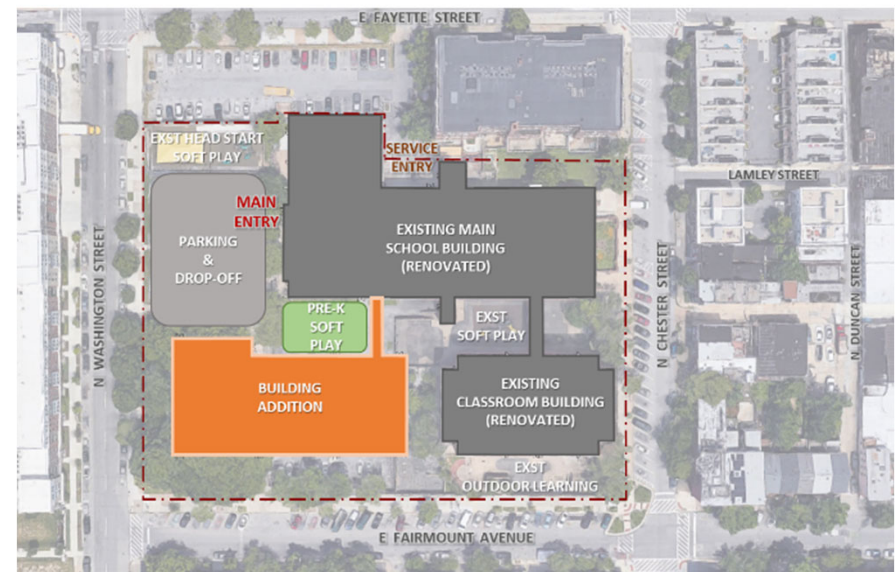 E FAYETTE STREET
EXST HEAD START
SOFT PLAY
SERVICE
ENTRY
LAMLEY STREET
MAIN
ENTRY
PARKING
&
DROP-OFF
EXISTING MAIN
SCHOOL BUILDING
(RENOVATED)
N WASHINGTON STREET
N CHESTER STREET
N DUNCAN STREET
PRE-K
SOFT
PLAY
EXST
SOFT PLAY
BUILDING
ADDITION
EXISTING
CLASSROOM BUILDING
(RENOVATED)
EXST
OUTDOOR LEARNING
E FAIRMOUNT AVENUE